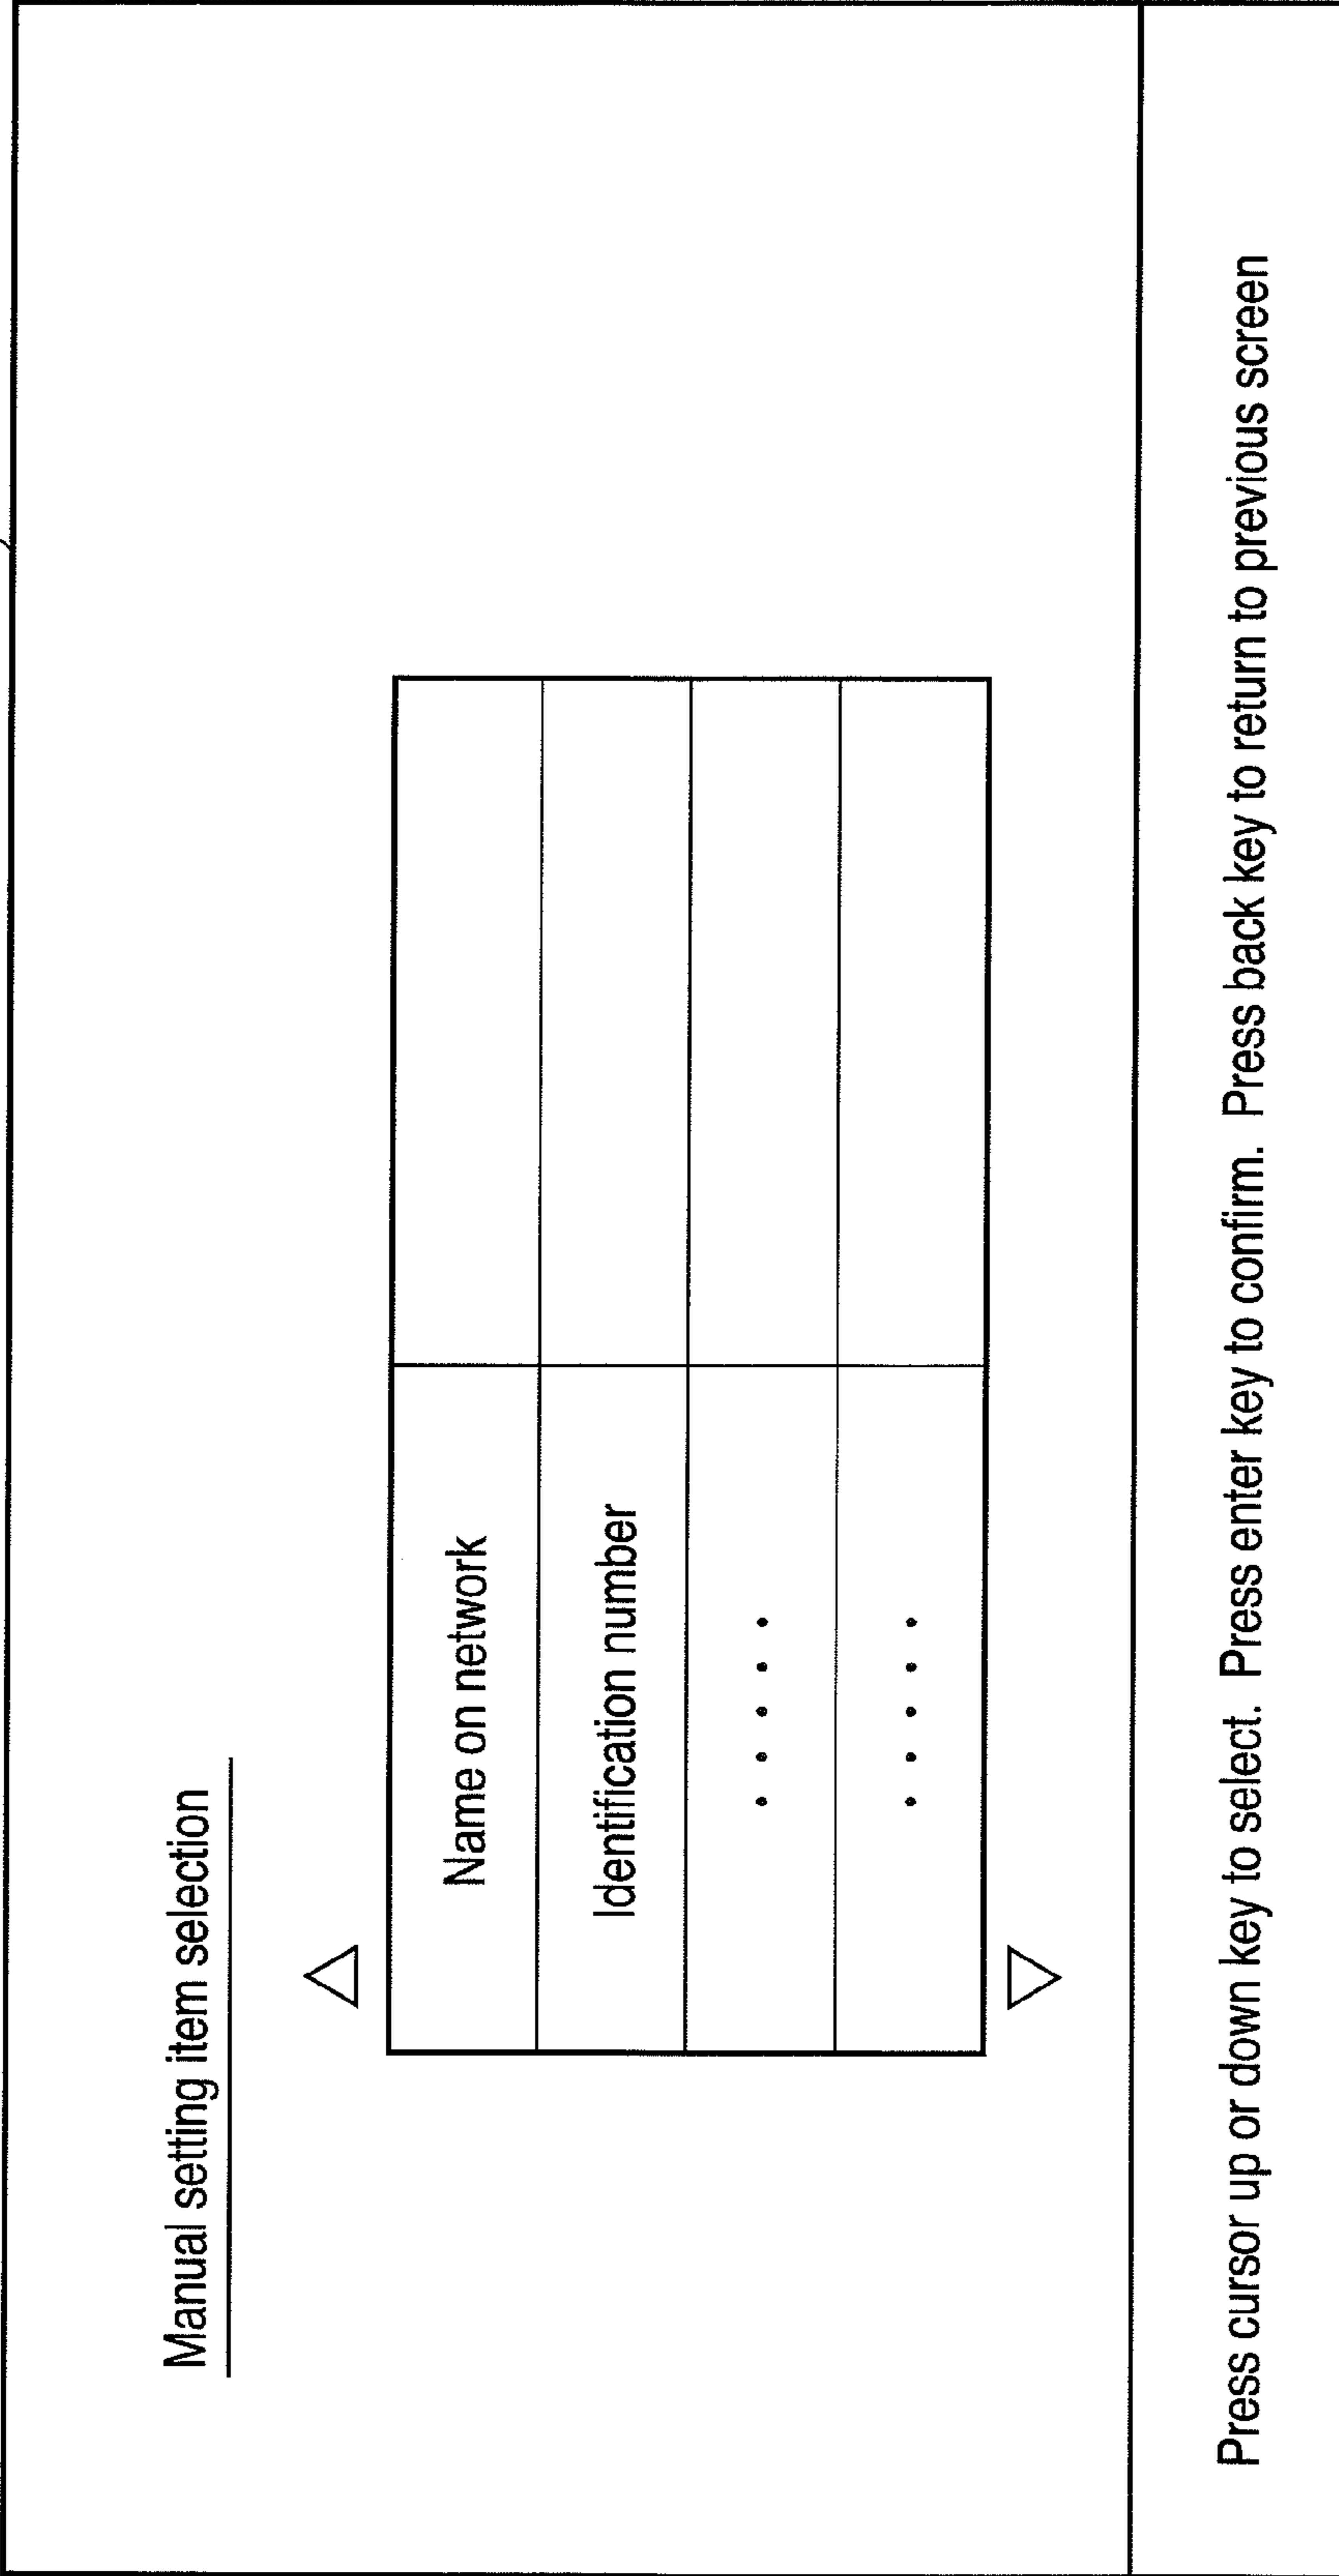 Manual setting item selection
Name on network
Identification number
• • • • •
• • • • •
Press cursor up or down key to select. Press enter key to confirm. Press back key to return to previous screen